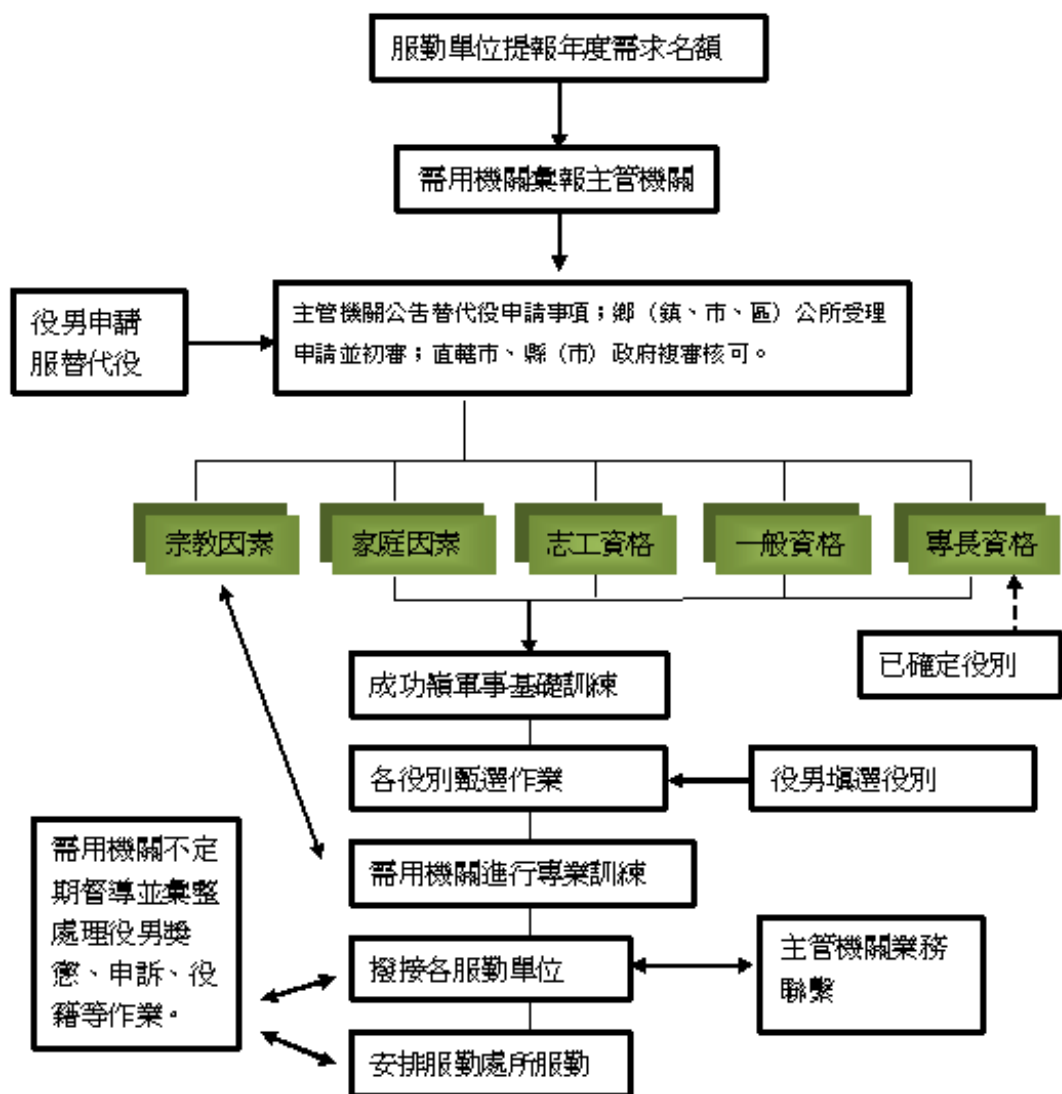 服勤單位提報年度需求名額
需用機關彙報主管機關
役男申請
服替代役
主管機關公告替代役申請事項；鄉（鎮、市、區）公所受理
申請並初審；直轄市、縣（市）政府複審核可。
宗教因素
家庭因素
志工資格
一般資格
專長資格
已確定役別
成功嶺軍事基礎訓練
各役別甄選作業
役男填選役別
需用機關進行專業訓練
需用機關不定
期督導並彙整
處理役男獎
懲、申訴、役
籍等作業。
撥接各服勤單位
主管機關業務
聯繫
安排服勤處所服勤